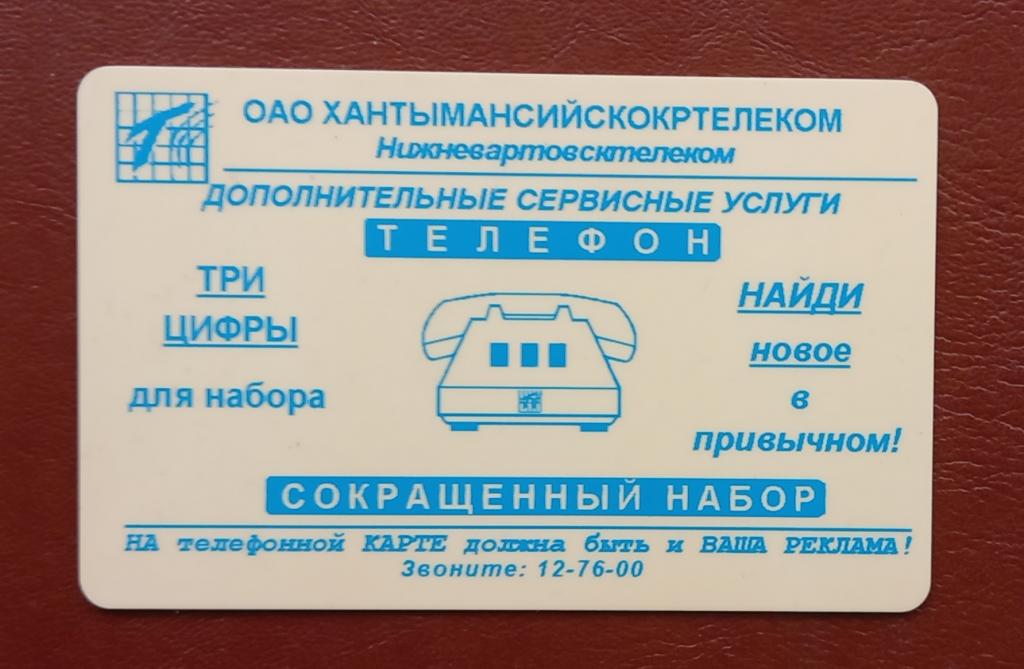 ОАО ХАНТЫМАНСИЙСКОКРТЕЛЕКОМ
Нижневартовсктелеком
ДОПОЛНИТЕЛЬНЫЕ СЕРВИСНЫЕ УСЛУГИ
ТЕЛЕФОН
ТРИ
ЦИФРЫ
для набора
НАЙДИ
новое
в
привычном!
СОКРАЩЕННЫЙ НАБОР
НА телефонной КАРТЕ должна быть и ВАША РЕКЛАМА!
Звоните: 12-76-00